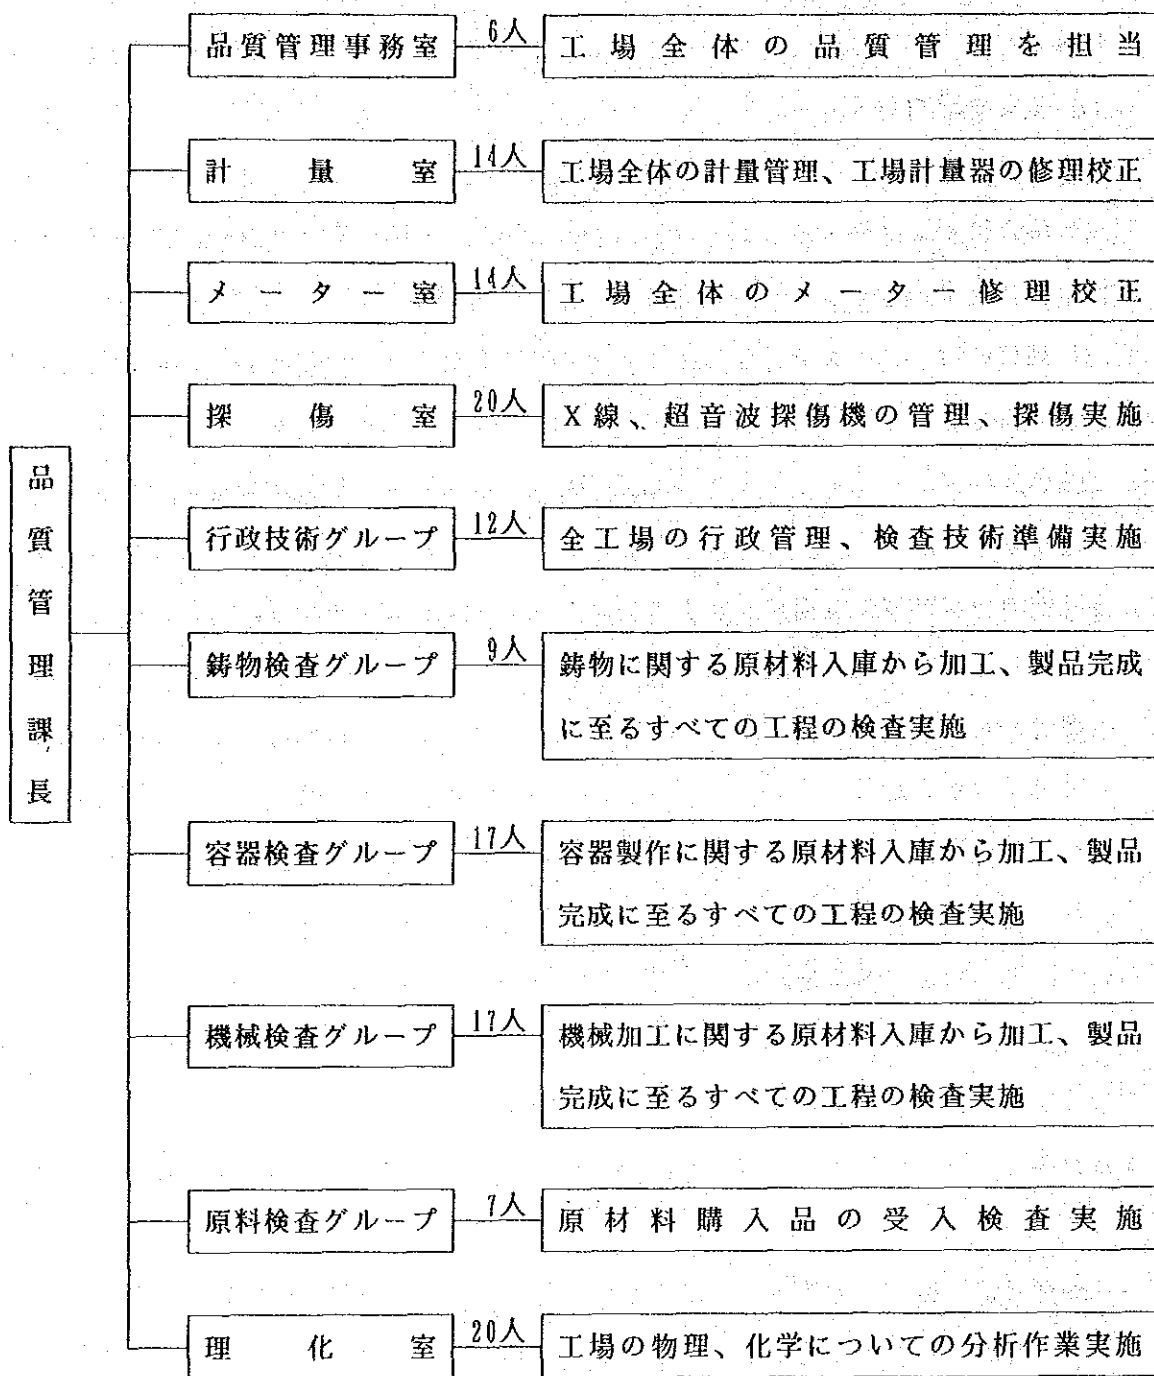 品質管理課長
品質管理事務室 6人 工場全体の品質管理を担当
計量室 14人 工場全体の計量管理、工場計量器の修理校正
メーター室 14人 工場全体のメーター修理校正
探傷室 20人 X線、超音波探傷機の管理、探傷実施
行政技術グループ 12人 全工場の行政管理、検査技術準備実施
鋳物検査グループ 9人 鋳物に関する原材料入庫から加工、製品完成
に至るすべての工程の検査実施
容器検査グループ 17人 容器製作に関する原材料入庫から加工、製品
完成に至るすべての工程の検査実施
機械検査グループ 17人 機械加工に関する原材料入庫から加工、製品
完成に至るすべての工程の検査実施
原料検査グループ 7人 原材料購入品の受入検査実施
理化室 20人 工場の物理、化学についての分析作業実施